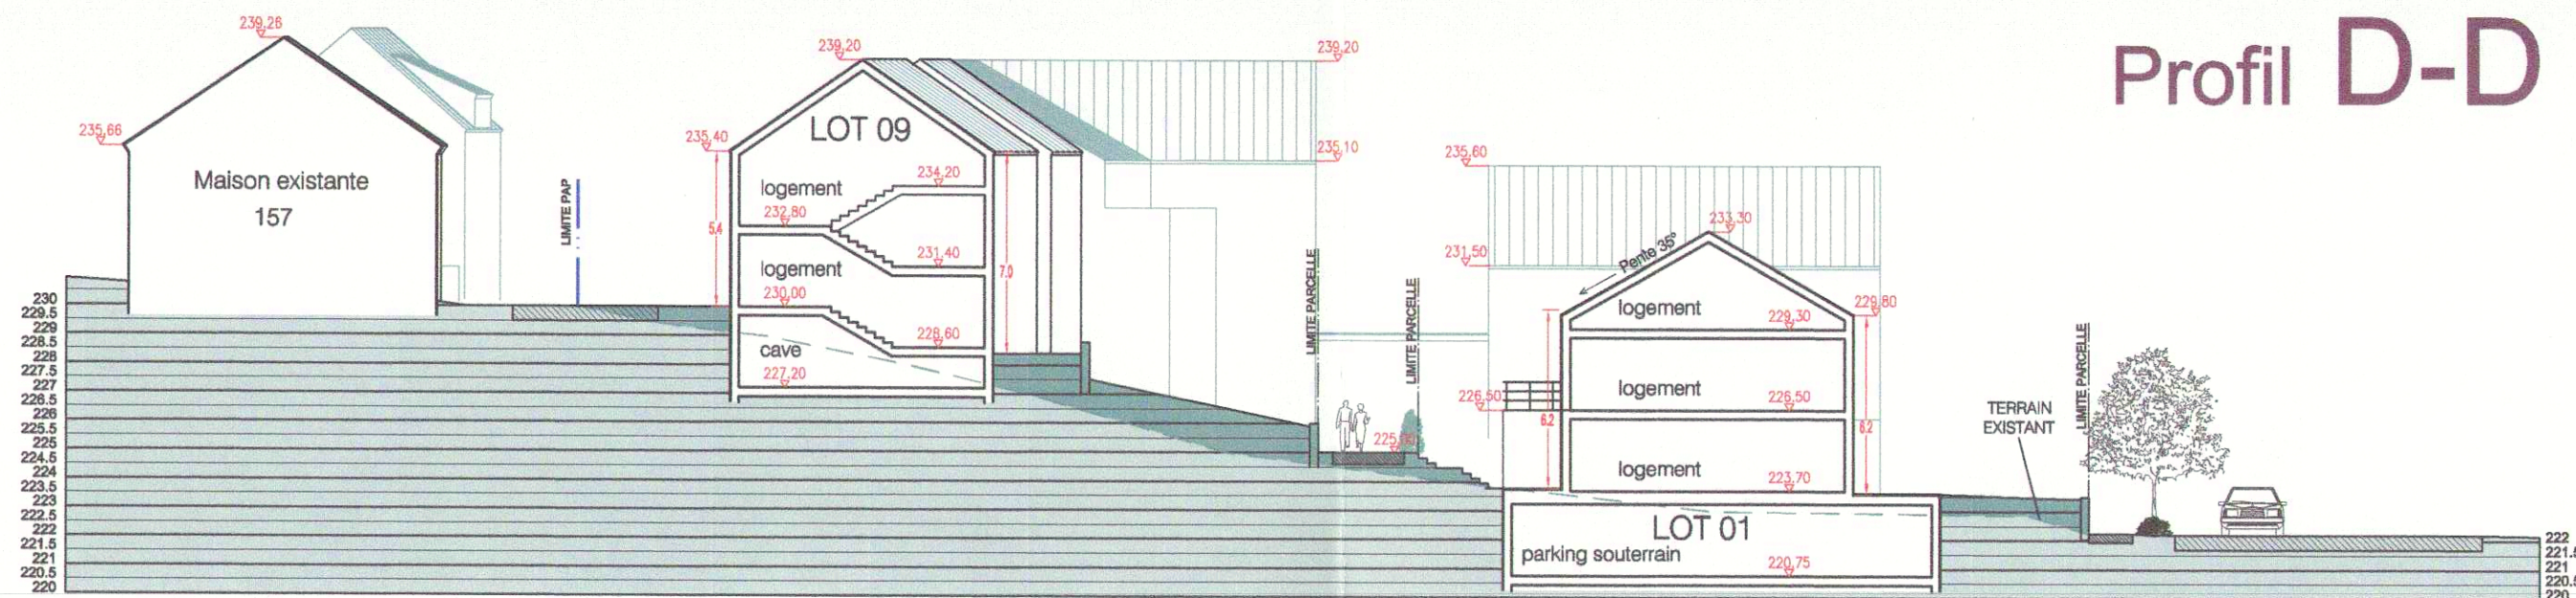 Profil D-D
239,26
235,66
Maison existante
157
LIMITE PAP
239,20
235,40
LOT 09
logement
234,20
232,80
5.4
logement
231,40
230,00
7.0
cave
228,60
227,20
239,20
235,10
LIMITE PARCELLE
LIMITE PARCELLE
225,00
235,60
231,50
226,50
Pente 35°
233,30
229,80
logement
229,30
logement
226,50
6.2
6.2
logement
223,70
LOT 01
parking souterrain
220,75
TERRAIN
EXISTANT
LIMITE PARCELLE
230
229.5
229
228.5
228
227.5
227
226.5
226
225.5
225
224.5
224
223.5
223
222.5
222
221.5
221
220.5
220
222
221.5
221
220.5
220